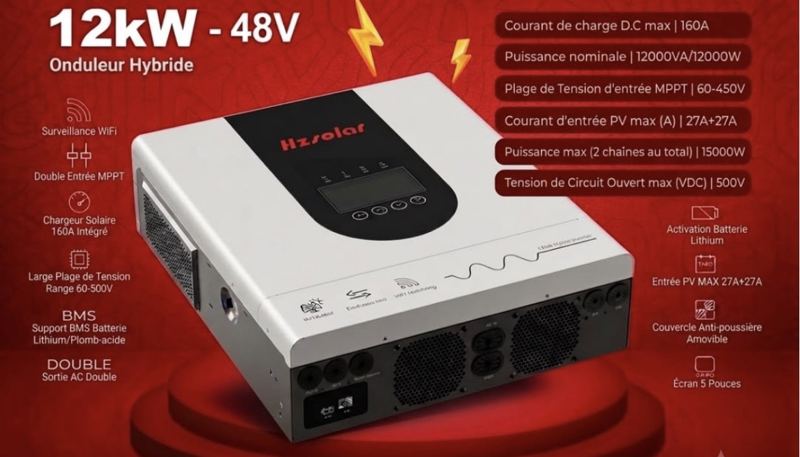 12kW - 48V
Onduleur Hybride
Surveillance WiFi
Double Entrée MPPT
Chargeur Solaire
160A Intégré
Large Plage de Tension
Range 60-500V
BMS
Support BMS Batterie
Lithium/Plomb-acide
DOUBLE
Sortie AC Double
Hzsolar
Courant de charge D.C max | 160A
Puissance nominale | 12000VA/12000W
Plage de Tension d'entrée MPPT | 60-450V
Courant d'entrée PV max (A) | 27A+27A
Puissance max (2 chaînes au total) | 15000W
Tension de Circuit Ouvert max (VDC) | 500V
Activation Batterie
Lithium
Entrée PV MAX 27A+27A
Couvercle Anti-poussière
Amovible
Écran 5 Pouces